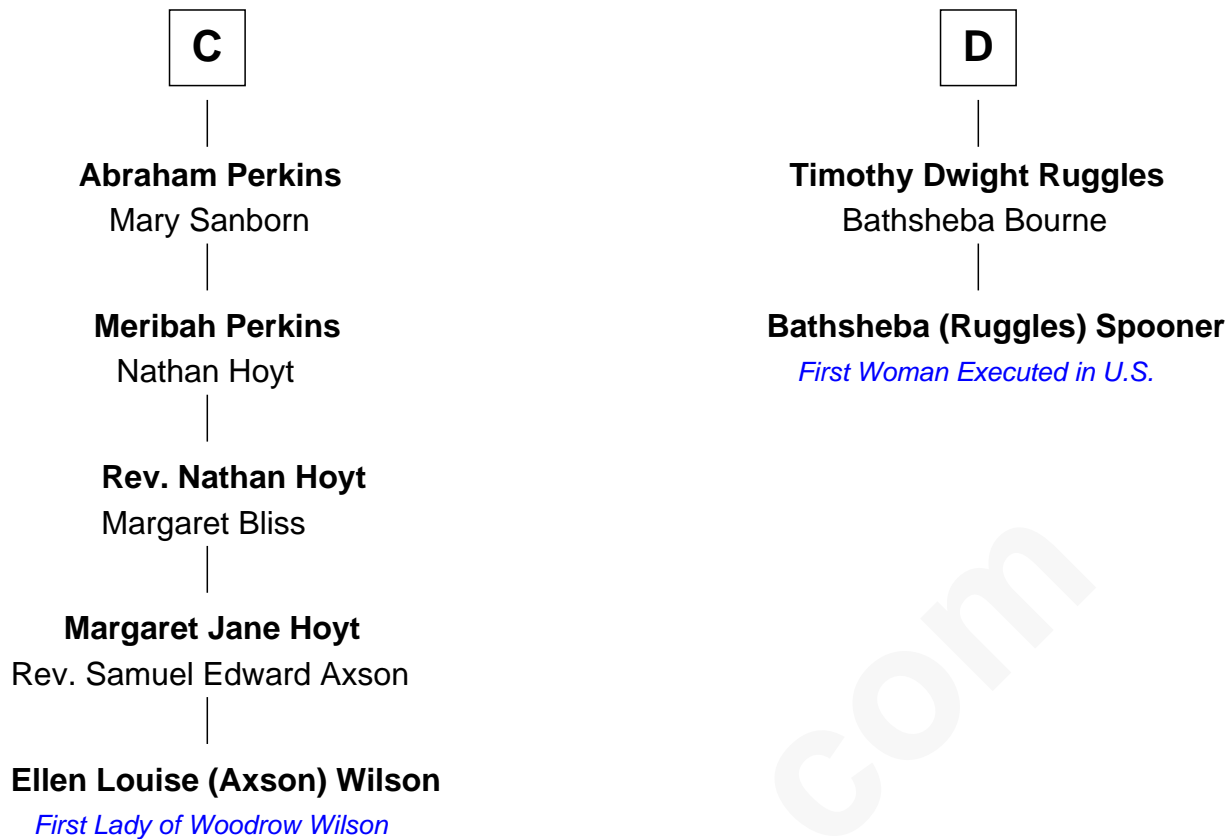 C
Abraham Perkins
Mary Sanborn
Meribah Perkins
Nathan Hoyt
Rev. Nathan Hoyt
Margaret Bliss
Margaret Jane Hoyt
Rev. Samuel Edward Axson
Ellen Louise (Axson) Wilson
First Lady of Woodrow Wilson
D
Timothy Dwight Ruggles
Bathsheba Bourne
Bathsheba (Ruggles) Spooner
First Woman Executed in U.S.
com